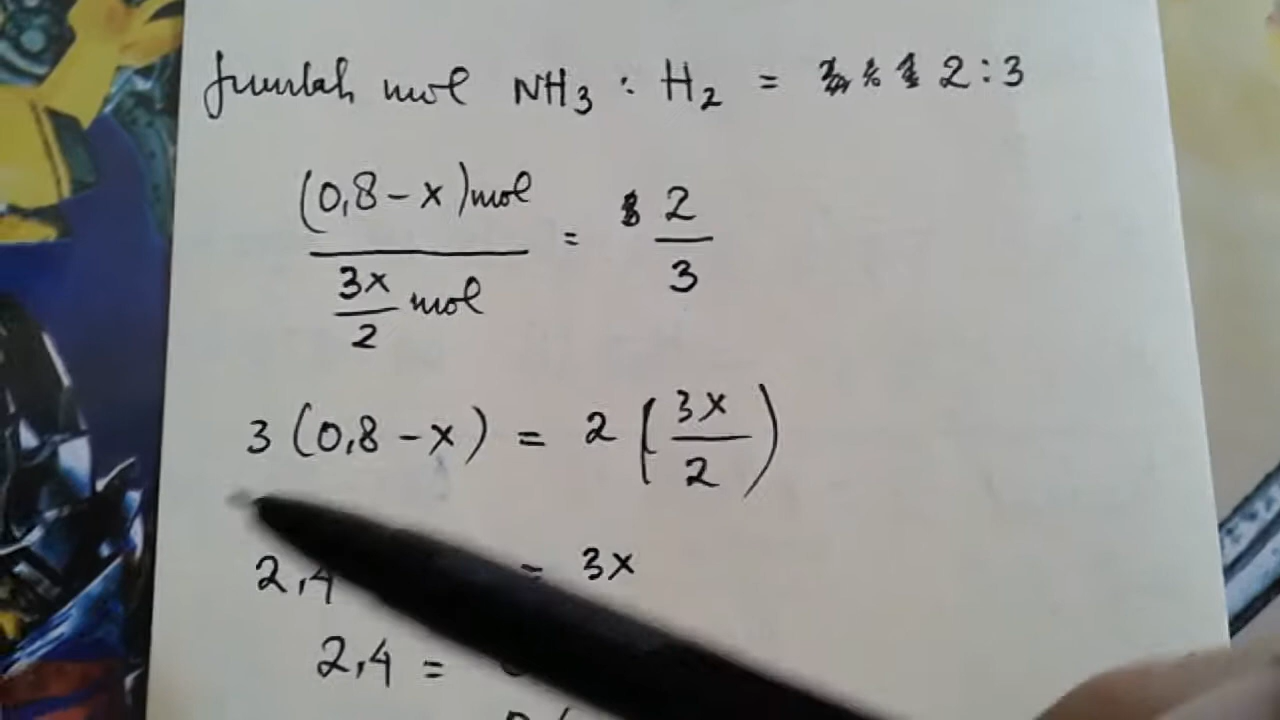 Jumlah mol NH₃ : H₂ = 2 : 3
(0,8 - x) mol / (3x/2) mol = 2/3
3 (0,8 - x) = 2 (3x/2)
2,4 = 3x
2,4 =